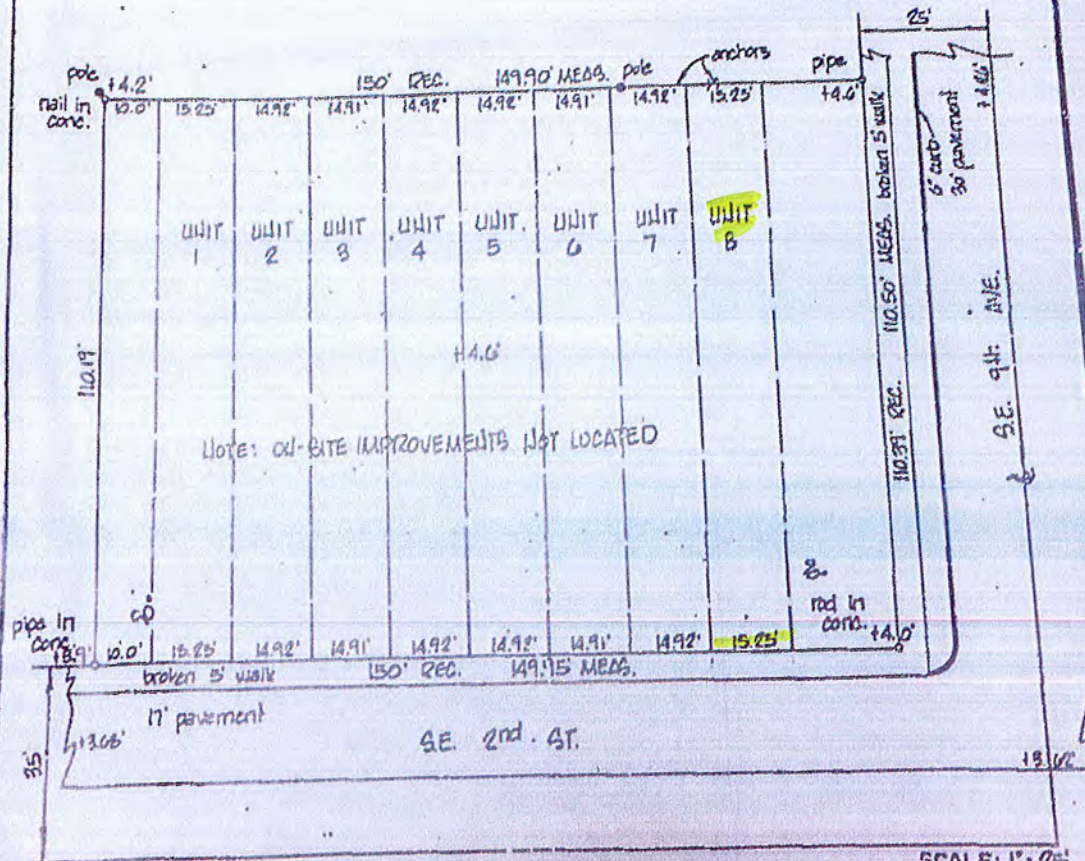 25'
pole +4.2' 150' REC. 149.90' MEAS. pole anchors pipe +4.6'
nail in conc.
10.0' 15.25' 14.92' 14.91' 14.92' 14.92' 14.91' 14.92' 15.25'
broken 5' walk
6" curb
30' pavement
UNIT 1
UNIT 2
UNIT 3
UNIT 4
UNIT 5
UNIT 6
UNIT 7
UNIT 8
110.19'
+4.6'
110.39' REC. 110.50' MEAS.
S.E. 9TH AVE.
NOTE: ON-SITE IMPROVEMENTS NOT LOCATED
pipe in conc.
rod in conc.
+4.0'
10.0' 15.25' 14.92' 14.91' 14.92' 14.92' 14.91' 14.92' 15.25'
broken 5' walk 150' REC. 149.75' MEAS.
17' pavement
+3.68'
S.E. 2nd. ST.
35'
+3.62'
SCALE: 1"=25'